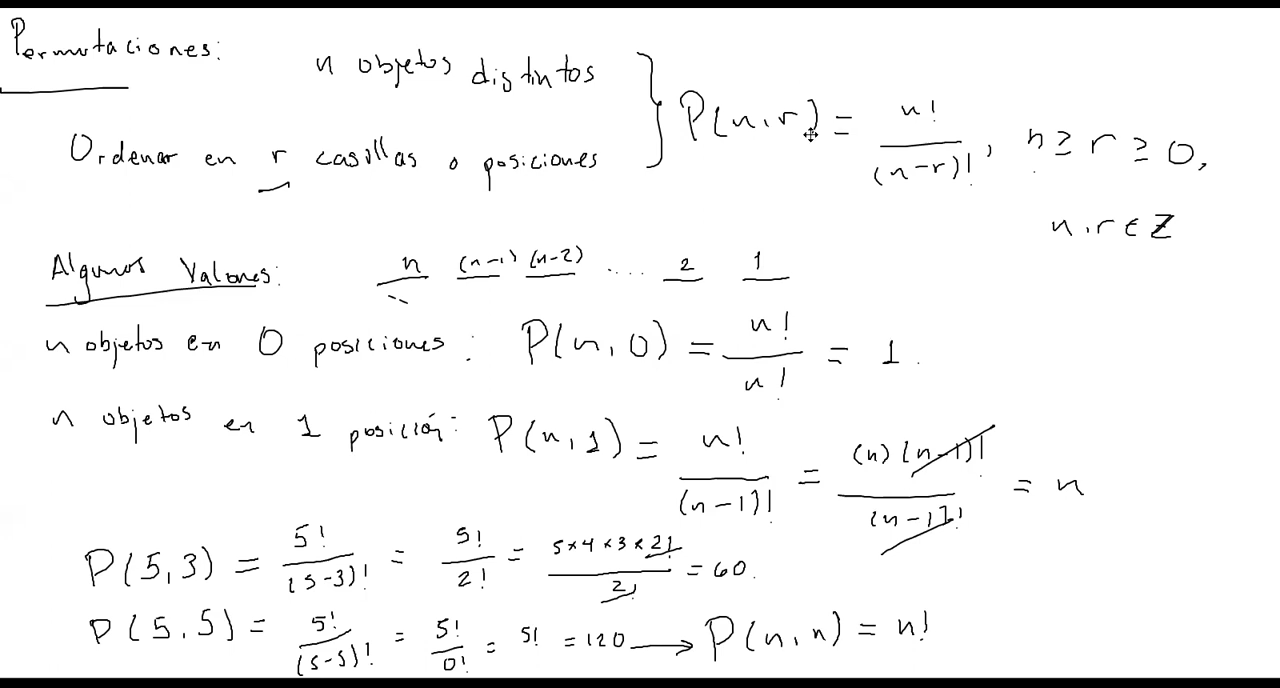 Permutaciones:
n objetos distintos
Ordenar en r casillas o posiciones
} P(n,r) = n!/(n-r)!, n ≥ r ≥ 0,
n,r ∈ Z
Algunos Valores: n (n-1) (n-2) .... 2 1
n objetos en 0 posiciones: P(n,0) = n!/n! = 1.
n objetos en 1 posición: P(n,1) = n!/(n-1)! = (n)(n-1)!/(n-1)! = n
P(5,3) = 5!/(5-3)! = 5!/2! = 5×4×3×2!/2! = 60.
P(5,5) = 5!/(5-5)! = 5!/0! = 5! = 120 → P(n,n) = n!